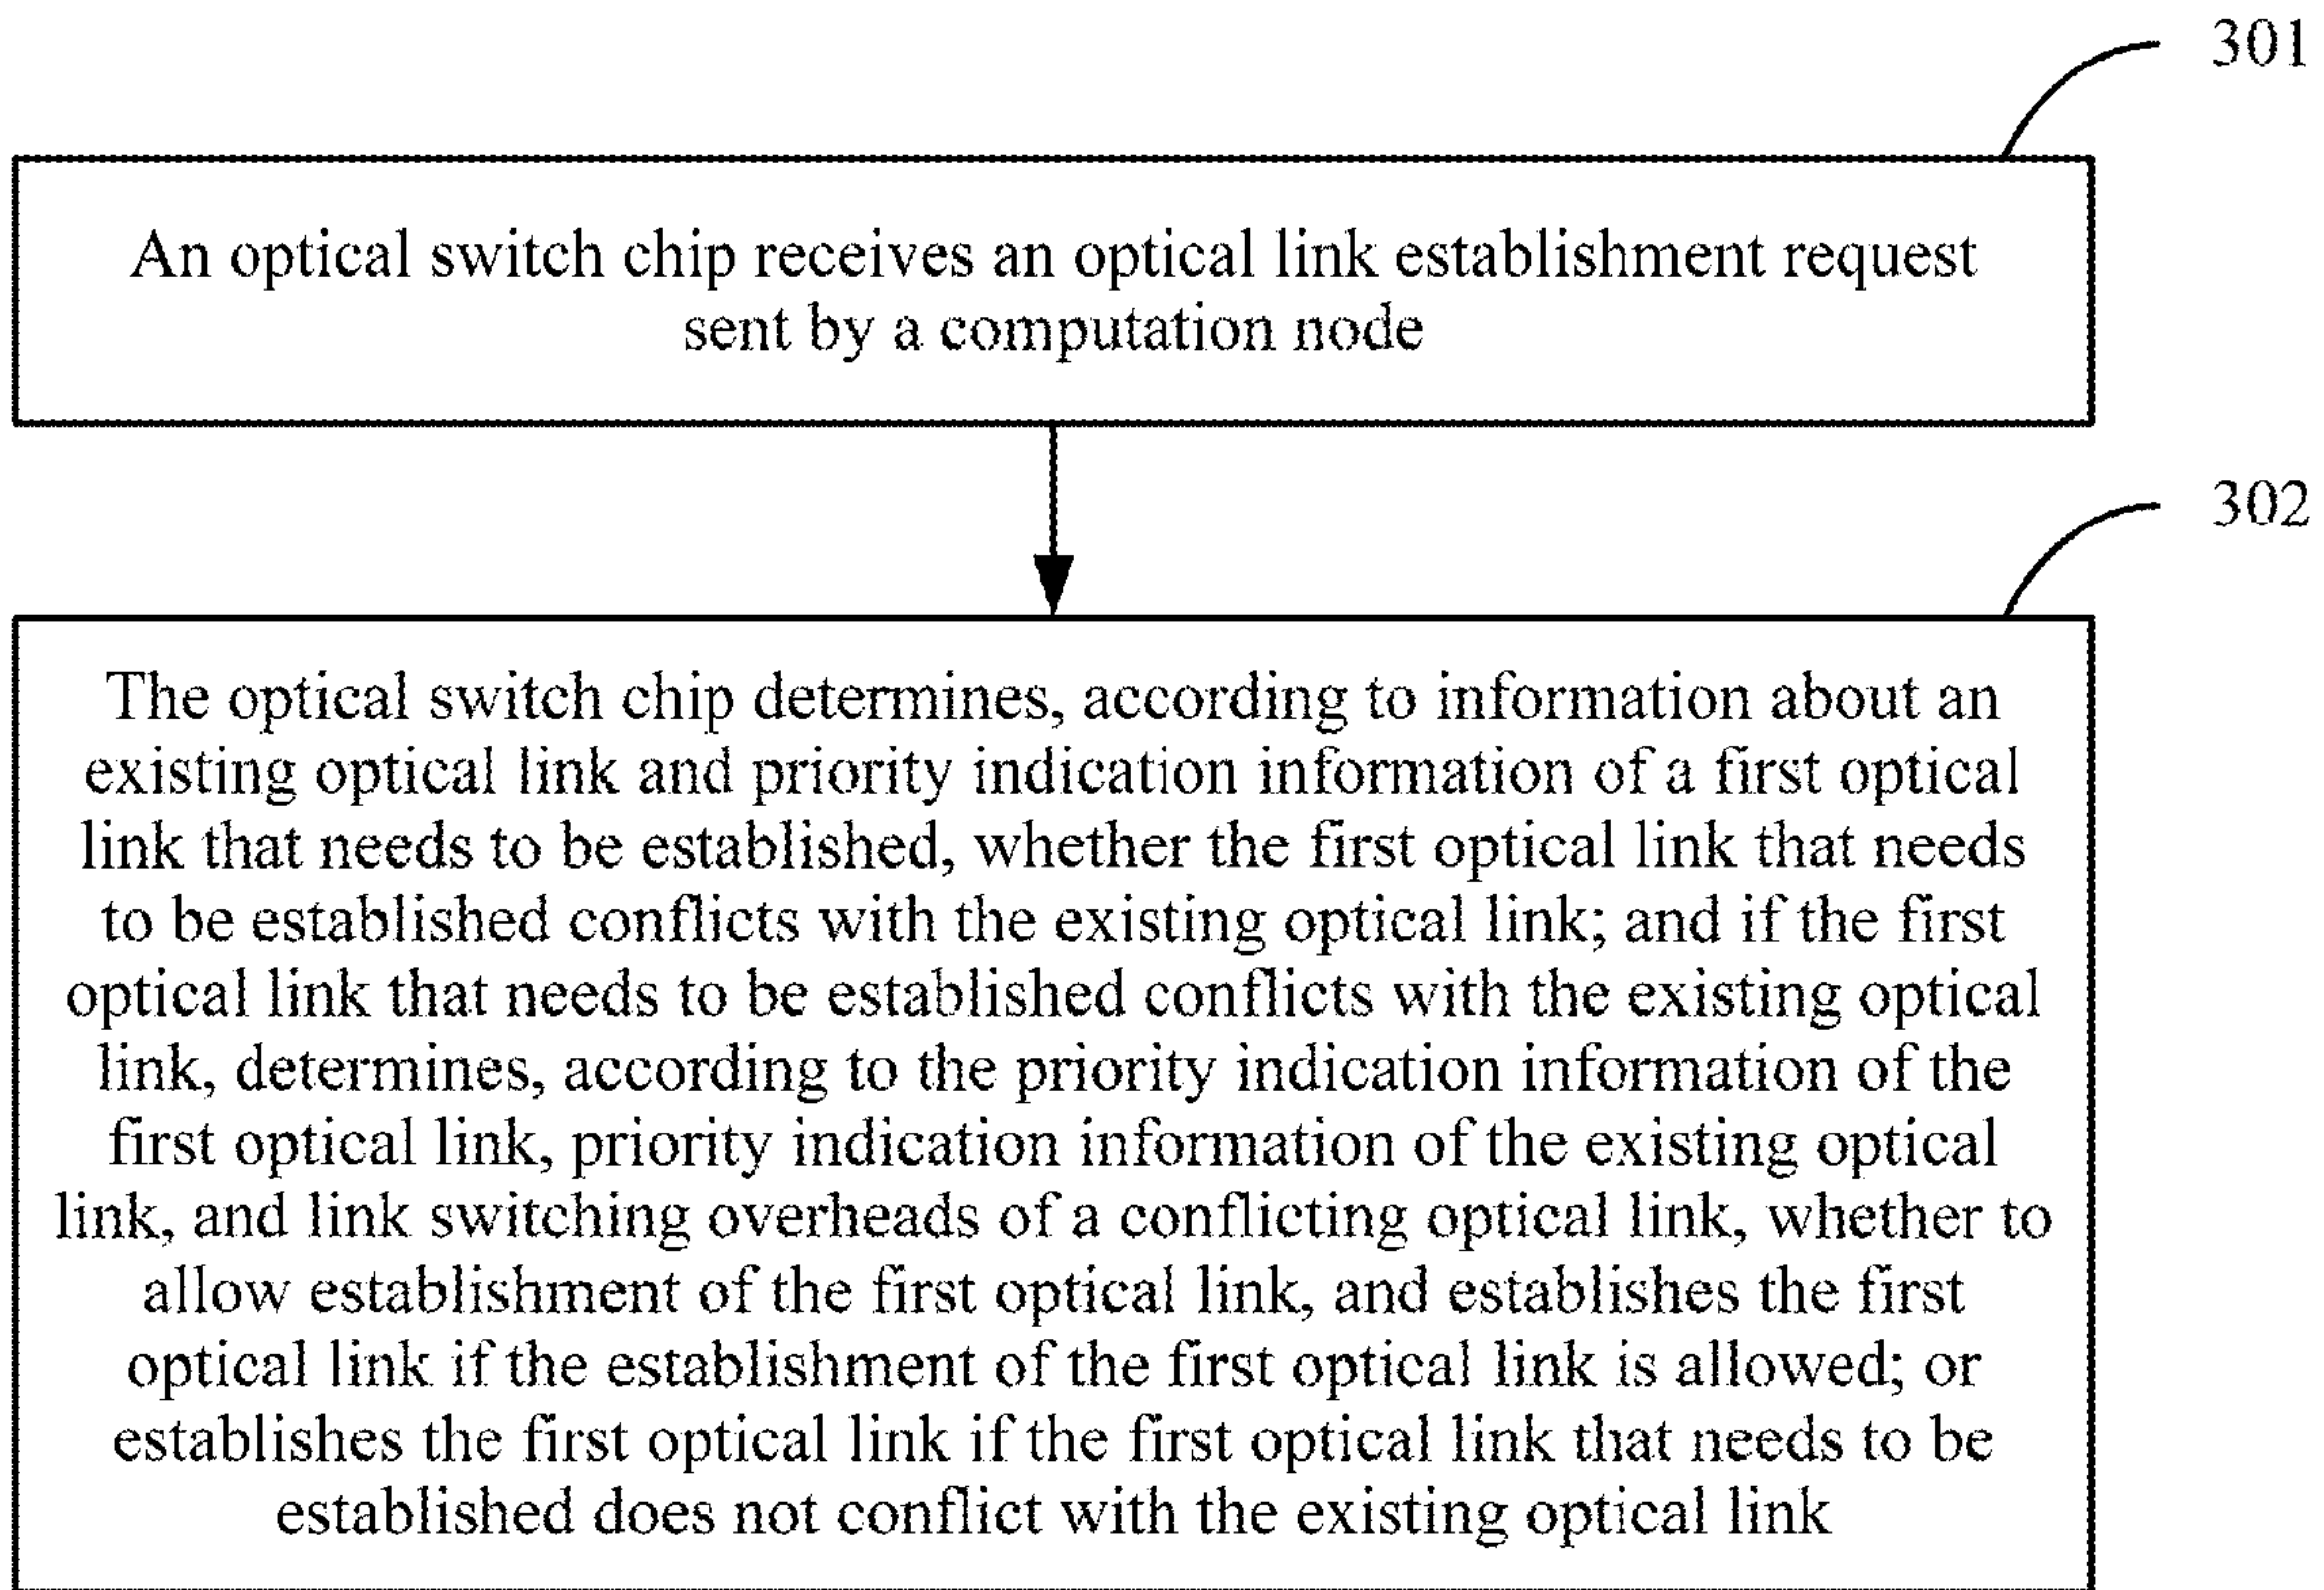 301
An optical switch chip receives an optical link establishment request
sent by a computation node
302
The optical switch chip determines, according to information about an
existing optical link and priority indication information of a first optical
link that needs to be established, whether the first optical link that needs
to be established conflicts with the existing optical link; and if the first
optical link that needs to be established conflicts with the existing optical
link, determines, according to the priority indication information of the
first optical link, priority indication information of the existing optical
link, and link switching overheads of a conflicting optical link, whether to
allow establishment of the first optical link, and establishes the first
optical link if the establishment of the first optical link is allowed; or
establishes the first optical link if the first optical link that needs to be
established does not conflict with the existing optical link